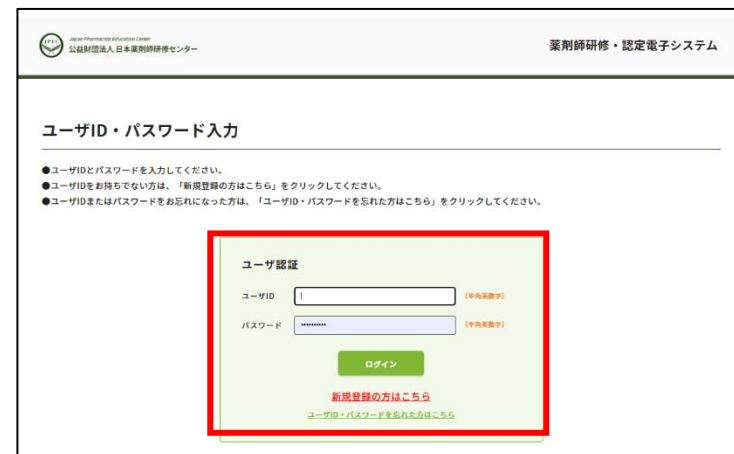 Japan Pharmacists Education Center
公益財団法人 日本薬剤師研修センター
薬剤師研修・認定電子システム
ユーザID・パスワード入力
●ユーザIDとパスワードを入力してください。
●ユーザIDをお持ちでない方は、「新規登録の方はこちら」をクリックしてください。
●ユーザIDまたはパスワードをお忘れになった方は、「ユーザID・パスワードを忘れた方はこちら」をクリックしてください。
ユーザ認証
ユーザID (半角英数字)
パスワード •••••••••• (半角英数字)
ログイン
新規登録の方はこちら
ユーザID・パスワードを忘れた方はこちら